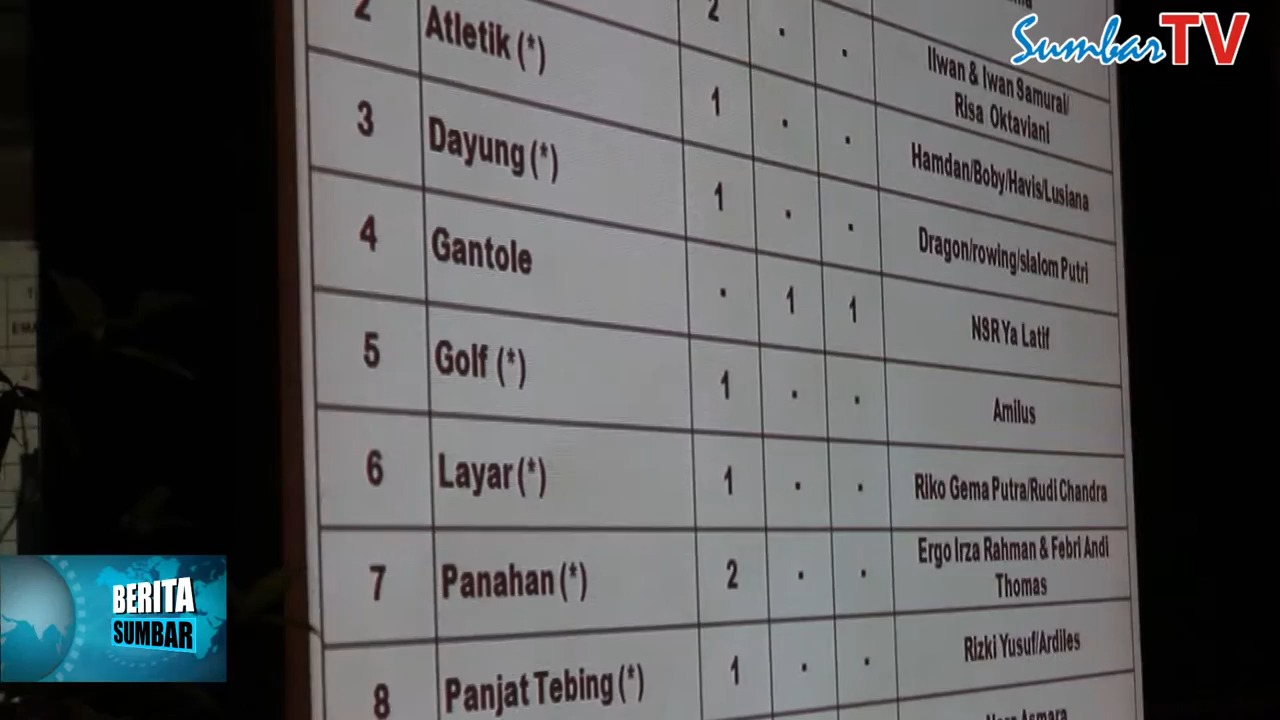 SumbarTV
2 · · Ilwan & Iwan Samurai/
Risa Oktaviani
2 Atletik (*) 1 · · Hamdan/Boby/Havis/Lusiana
3 Dayung (*) 1 · · Dragon/rowing/slalom Putri
4 Gantole · 1 1 NSR Ya Latif
5 Golf (*) 1 · · Amilus
6 Layar (*) 1 · · Riko Gema Putra/Rudi Chandra
7 Panahan (*) 2 · · Ergo Irza Rahman & Febri Andi
Thomas
8 Panjat Tebing (*) 1 · · Rizki Yusuf/Ardiles
BERITA
SUMBAR